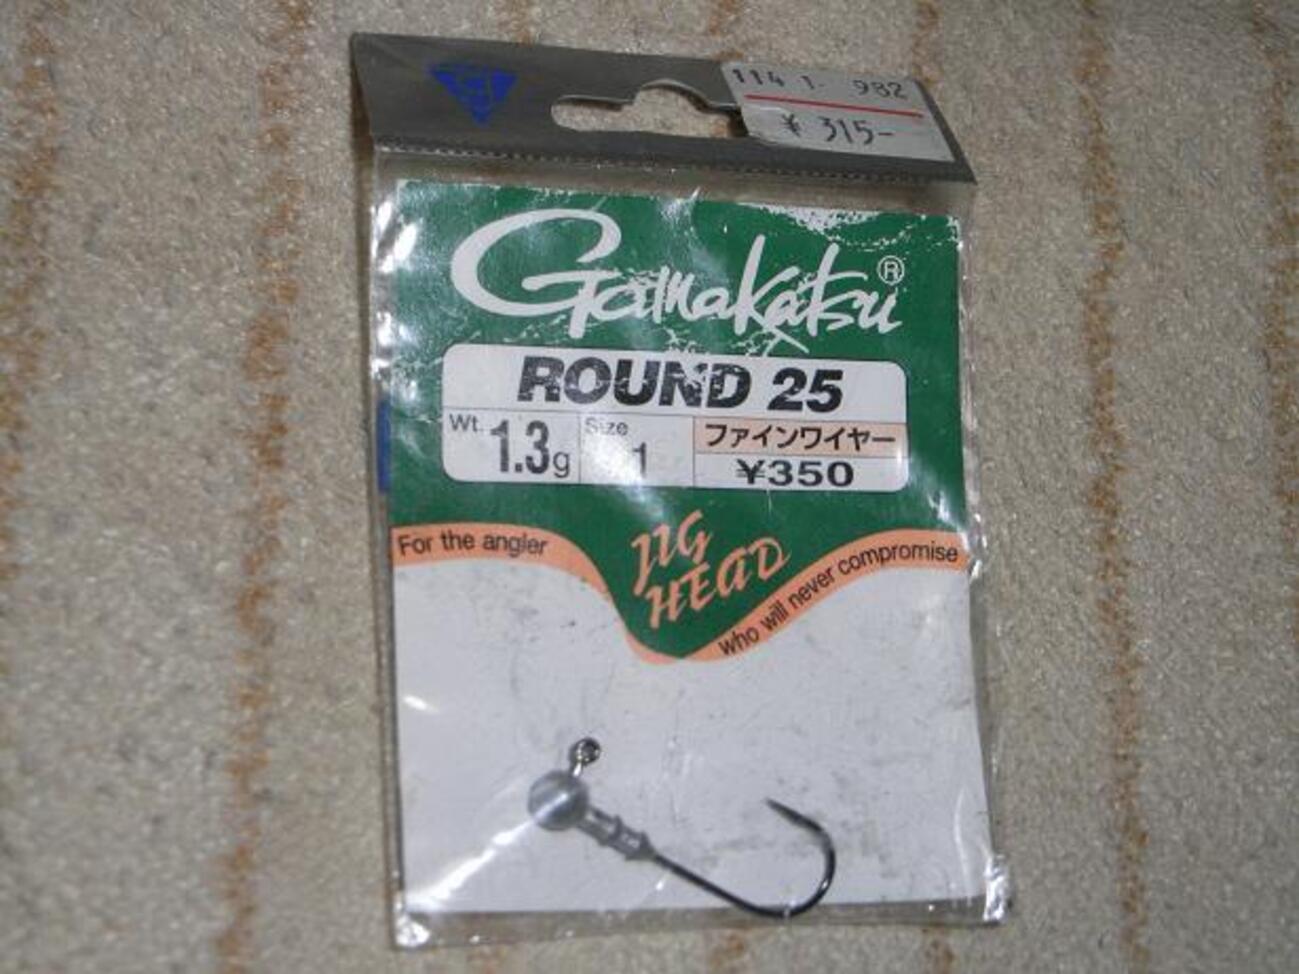 114 1- 982
¥ 315-
Gamakatsu®
ROUND 25
Wt. 1.3g
Size 1
ファインワイヤー
¥350
For the angler
JIG
HEAD
who will never compromise